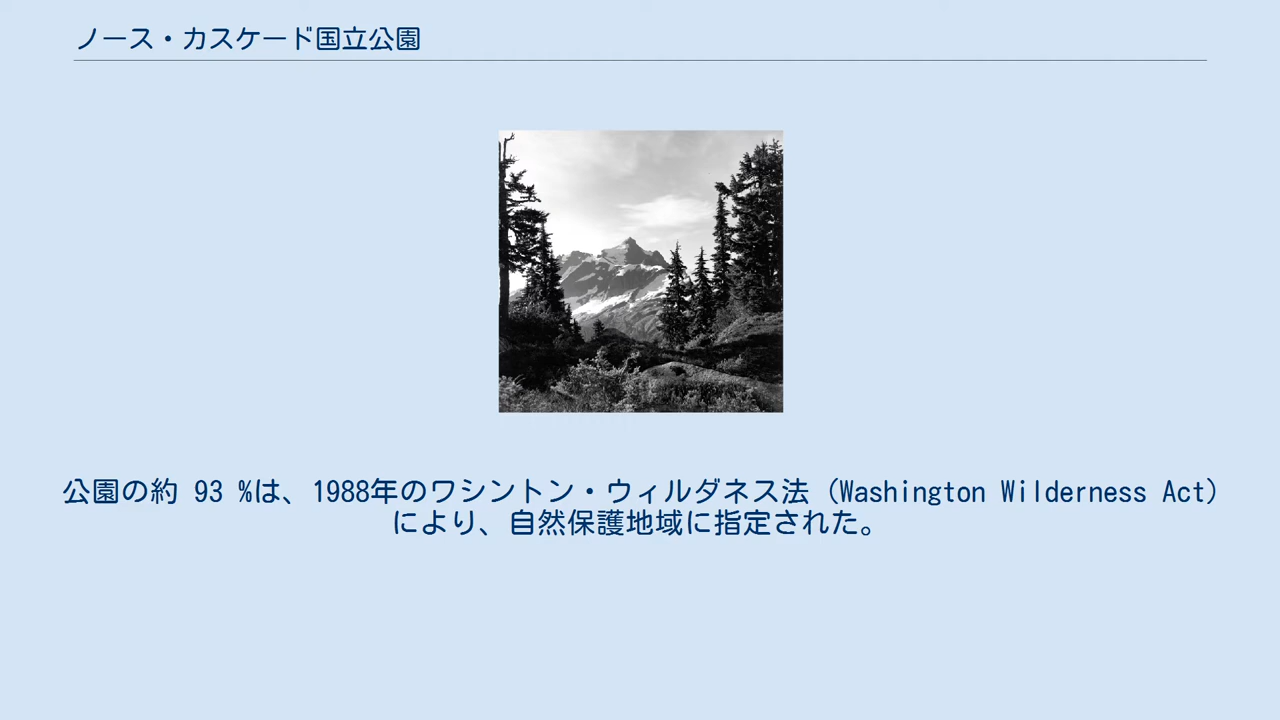 ノース・カスケード国立公園
公園の約 93 %は、1988年のワシントン・ウィルダネス法（Washington Wilderness Act）
により、自然保護地域に指定された。